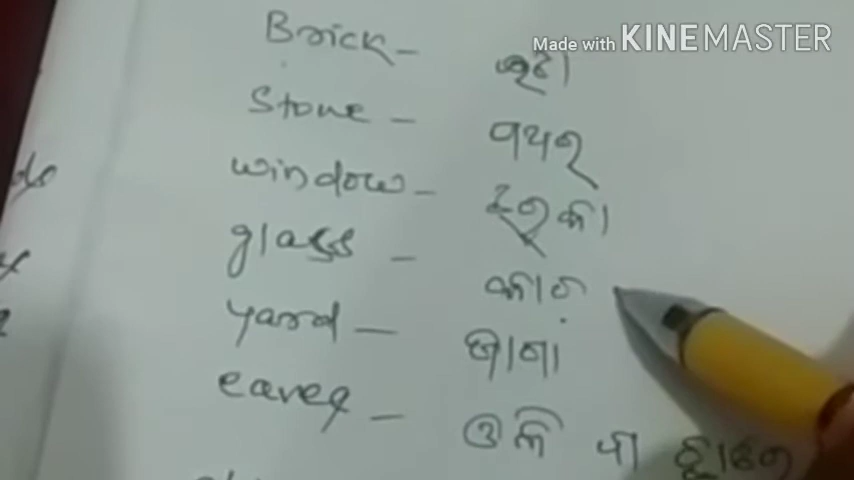 Made with KINEMASTER
Brick - ଇଟା
Stone - ପଥର
window - ଝରକା
glass - କାଚ
yard -
eaves - ଓଳି ବା